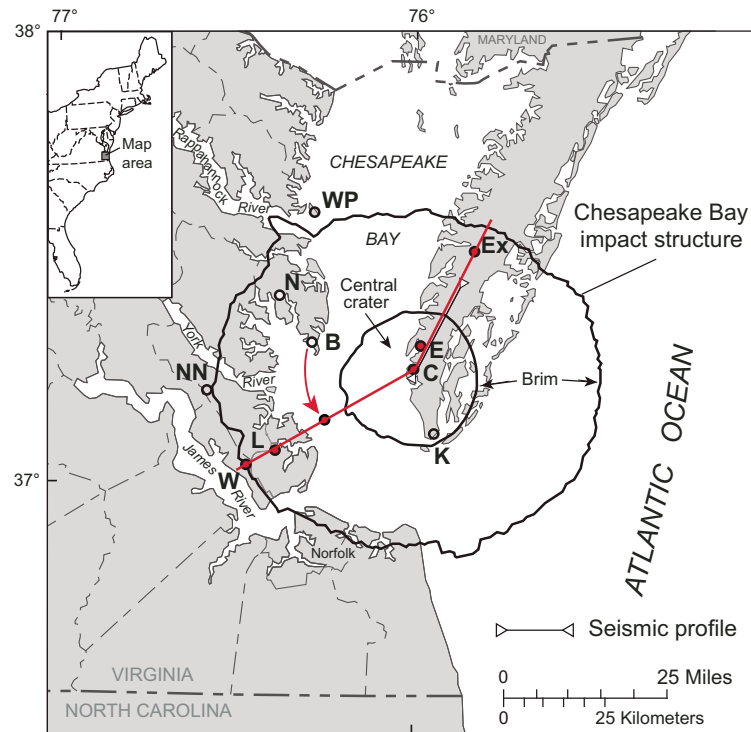 77°
76°
38°
MARYLAND
Map
area
Rappahannock
River
CHESAPEAKE
WP
Chesapeake Bay
impact structure
BAY
Ex
N
Central
crater
B
E
York
River
NN
C
Brim
L
K
37°
W
James
River
ATLANTIC OCEAN
Norfolk
Seismic profile
VIRGINIA
NORTH CAROLINA
0
25 Miles
0
25 Kilometers